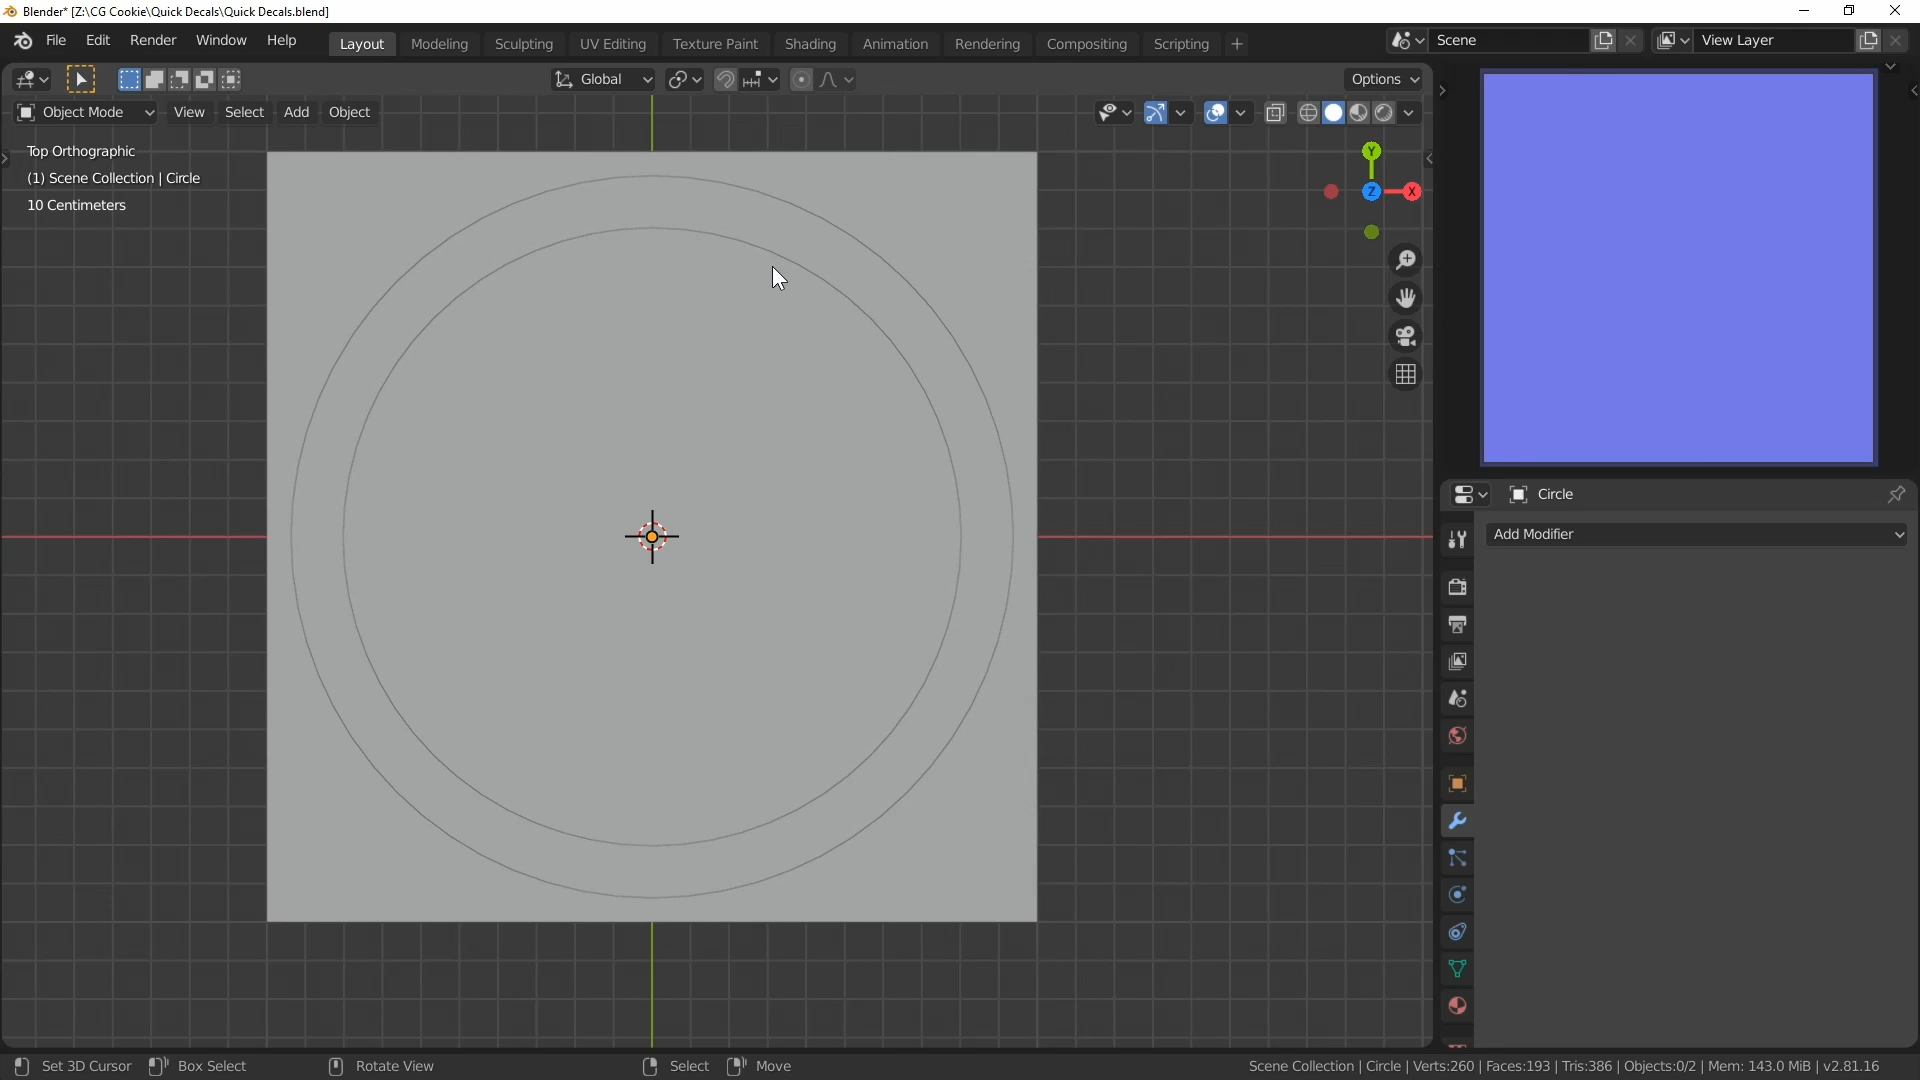 Blender* [Z:\CG Cookie\Quick Decals\Quick Decals.blend]
File Edit Render Window Help Layout Modeling Sculpting UV Editing Texture Paint Shading Animation Rendering Compositing Scripting + Scene View Layer
Global Options
Object Mode View Select Add Object
Top Orthographic
(1) Scene Collection | Circle
10 Centimeters
Y
Z X
Circle
Add Modifier
Set 3D Cursor Box Select Rotate View Select Move Scene Collection | Circle | Verts:260 | Faces:193 | Tris:386 | Objects:0/2 | Mem: 143.0 MiB | v2.81.16